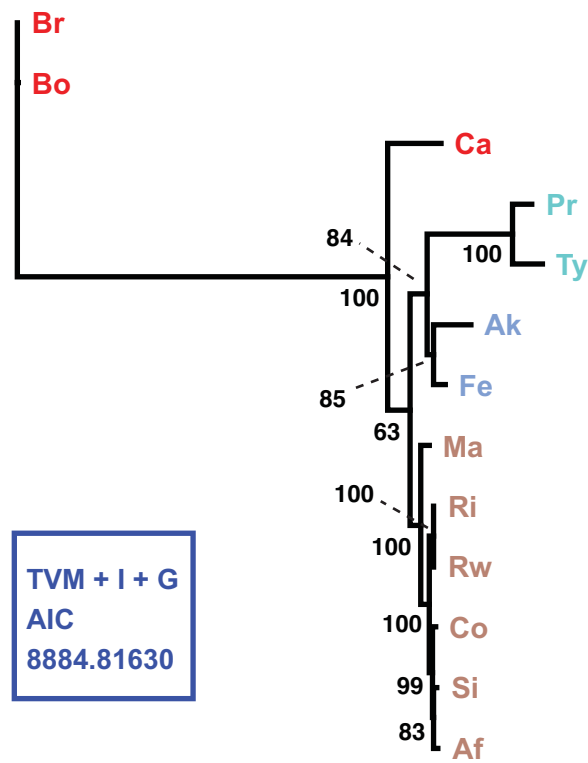 Br
Bo
Ca
Pr
84
100
Ty
100
Ak
Fe
85
63
Ma
100
Ri
100
Rw
TVM + I + G
AIC
8884.81630
100
Co
99
Si
83
Af